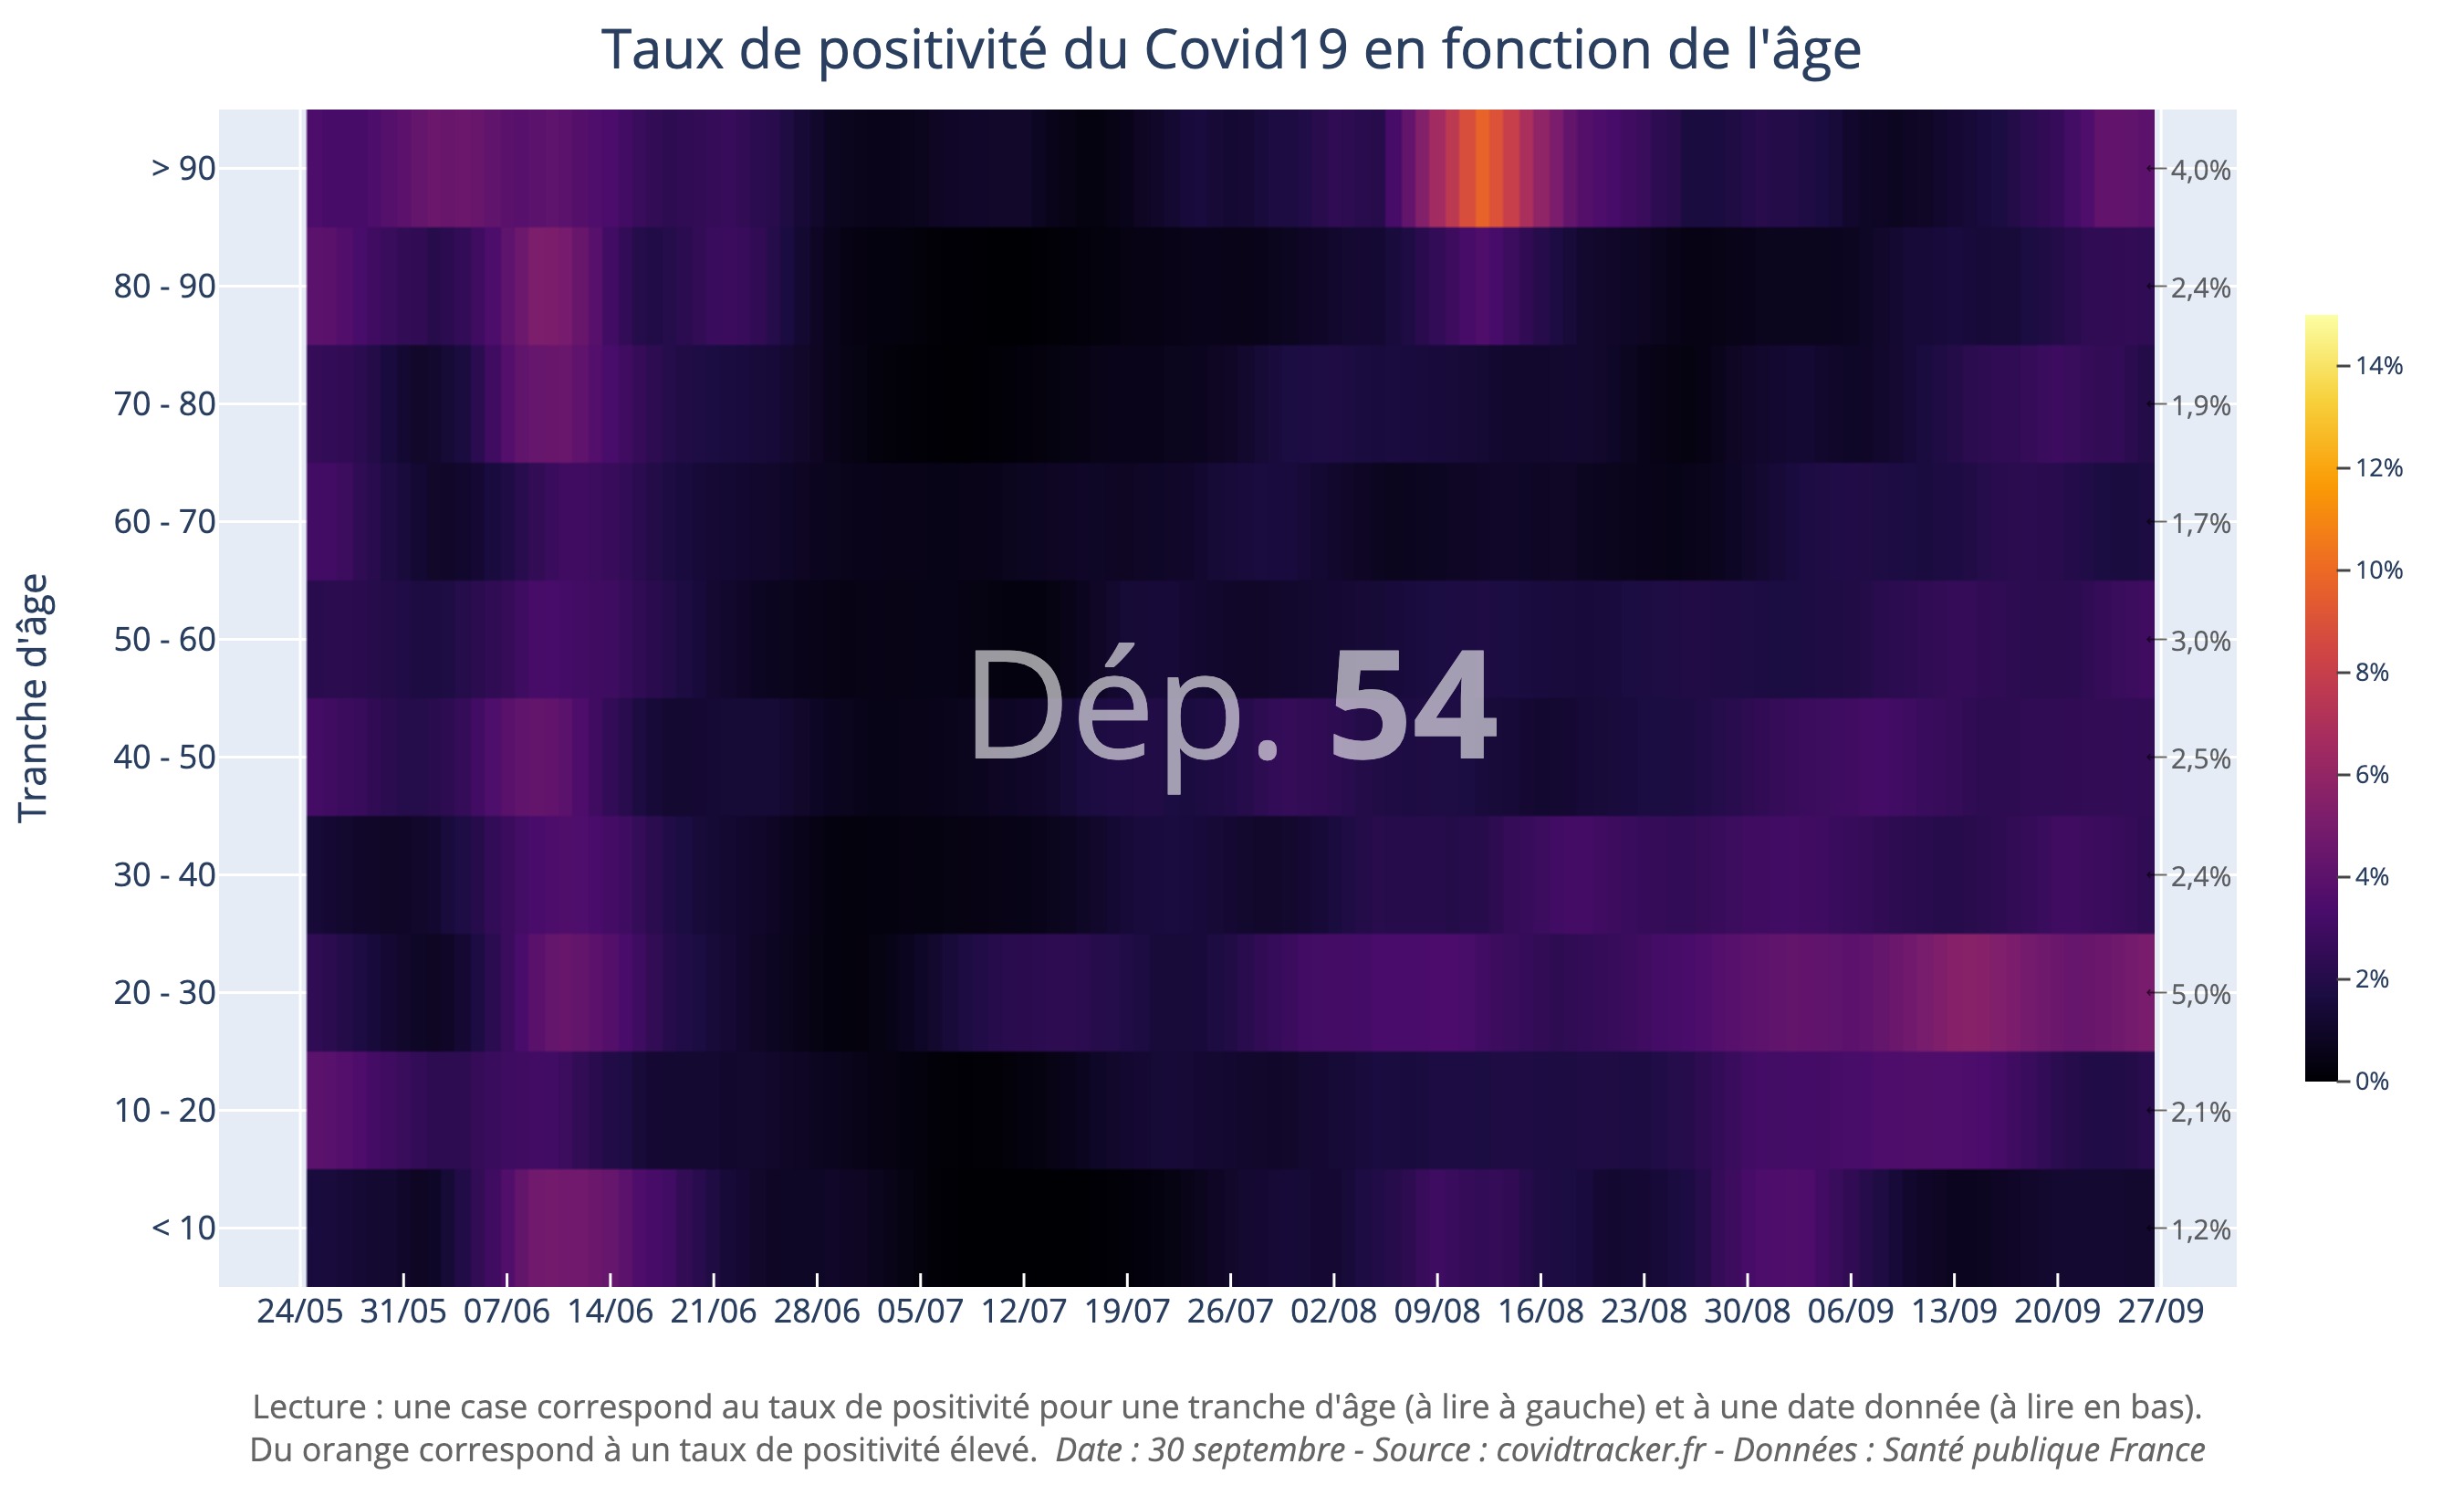 Taux de positivité du Covid19 en fonction de l'âge
Tranche d'âge
> 90
80 - 90
70 - 80
60 - 70
50 - 60
40 - 50
30 - 40
20 - 30
10 - 20
< 10
Dép. 54
4,0%
2,4%
1,9%
1,7%
3,0%
2,5%
2,4%
5,0%
2,1%
1,2%
14%
12%
10%
8%
6%
4%
2%
0%
24/05 31/05 07/06 14/06 21/06 28/06 05/07 12/07 19/07 26/07 02/08 09/08 16/08 23/08 30/08 06/09 13/09 20/09 27/09
Lecture : une case correspond au taux de positivité pour une tranche d'âge (à lire à gauche) et à une date donnée (à lire en bas).
Du orange correspond à un taux de positivité élevé. Date : 30 septembre - Source : covidtracker.fr - Données : Santé publique France